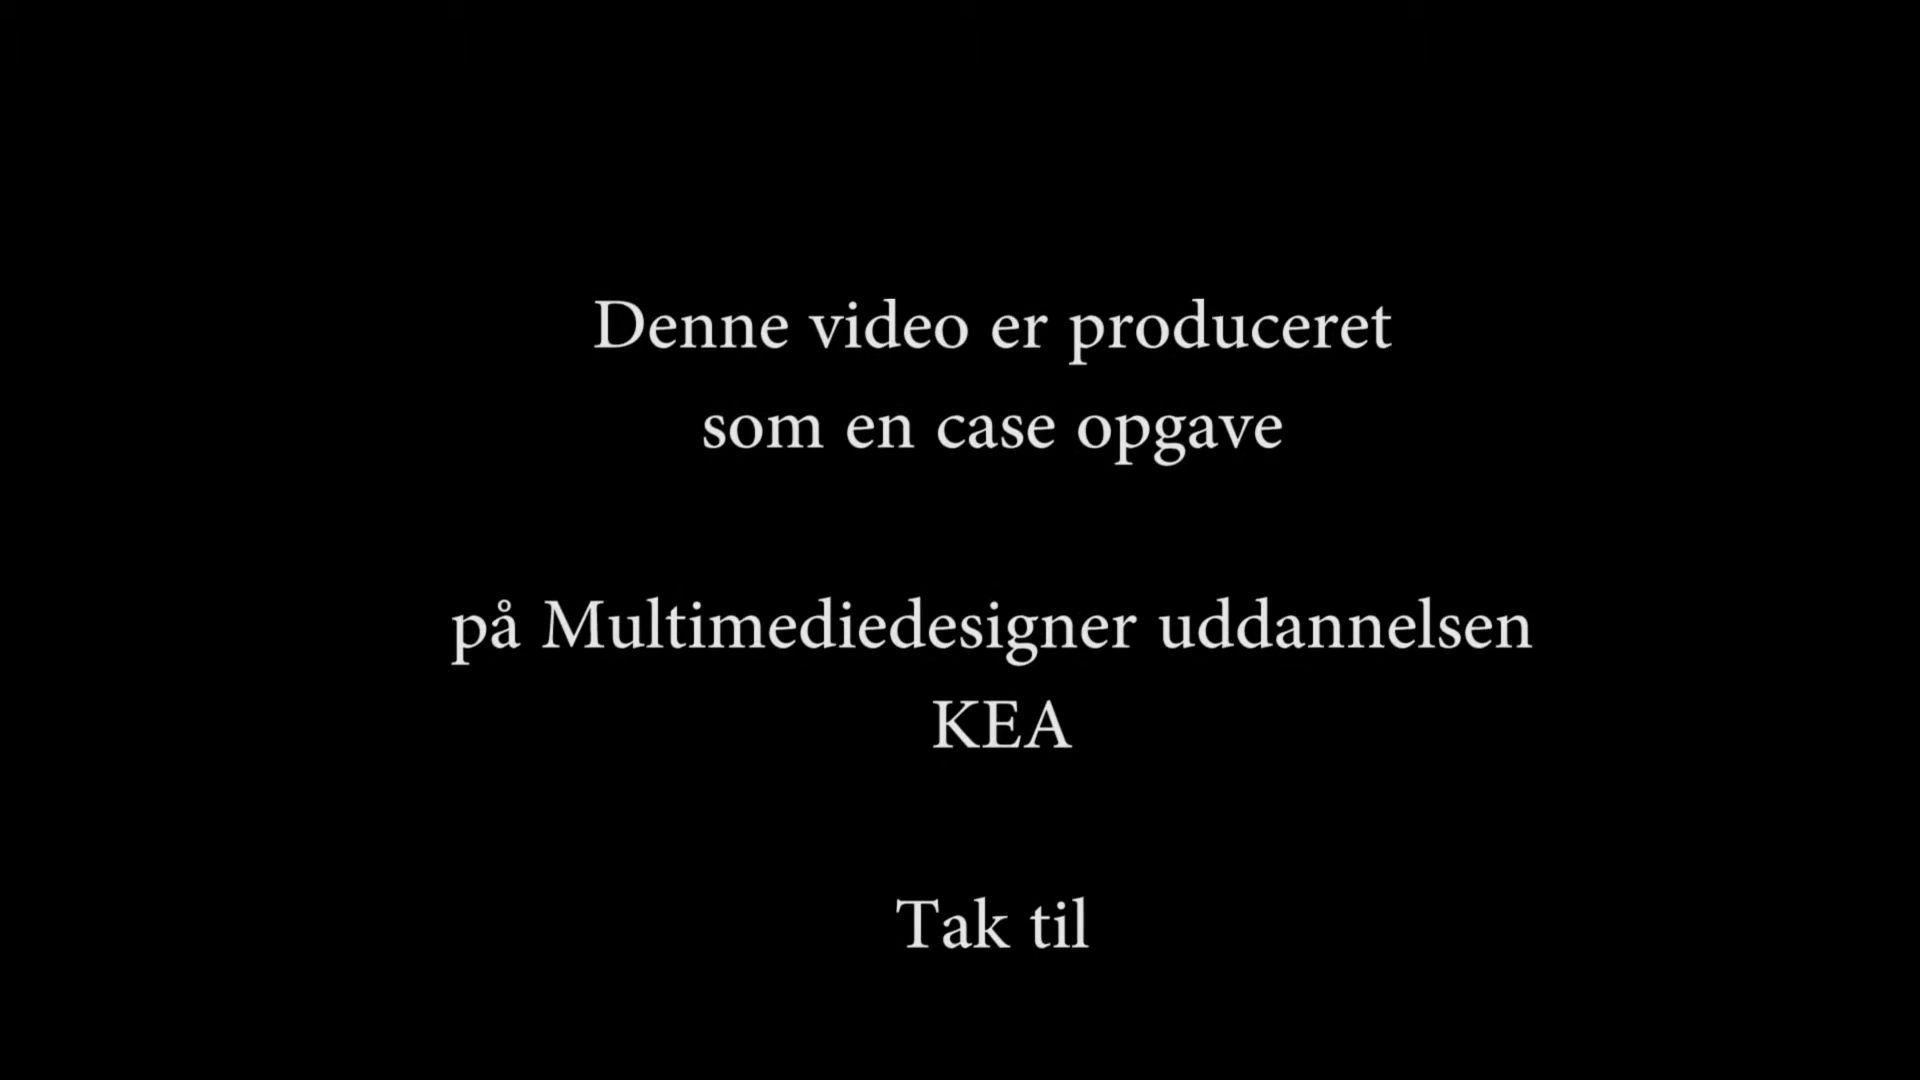 Denne video er produceret
som en case opgave
på Multimediedesigner uddannelsen
KEA
Tak til